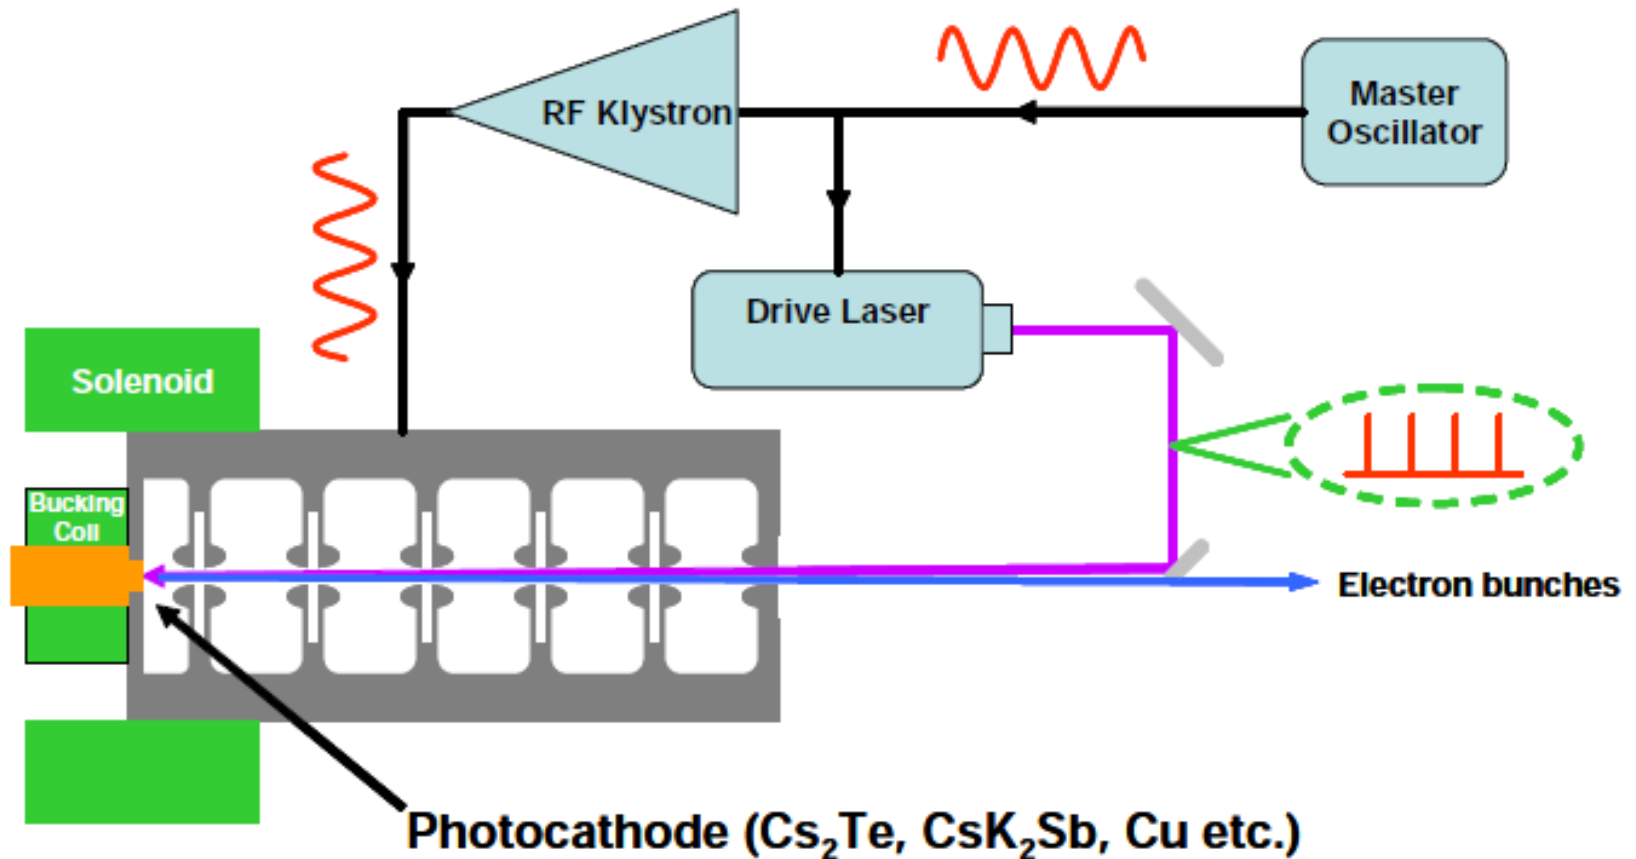 RF Klystron
Master
Oscillator
Drive Laser
Solenoid
Bucking
Coil
Electron bunches
Photocathode (Cs₂Te, CsK₂Sb, Cu etc.)